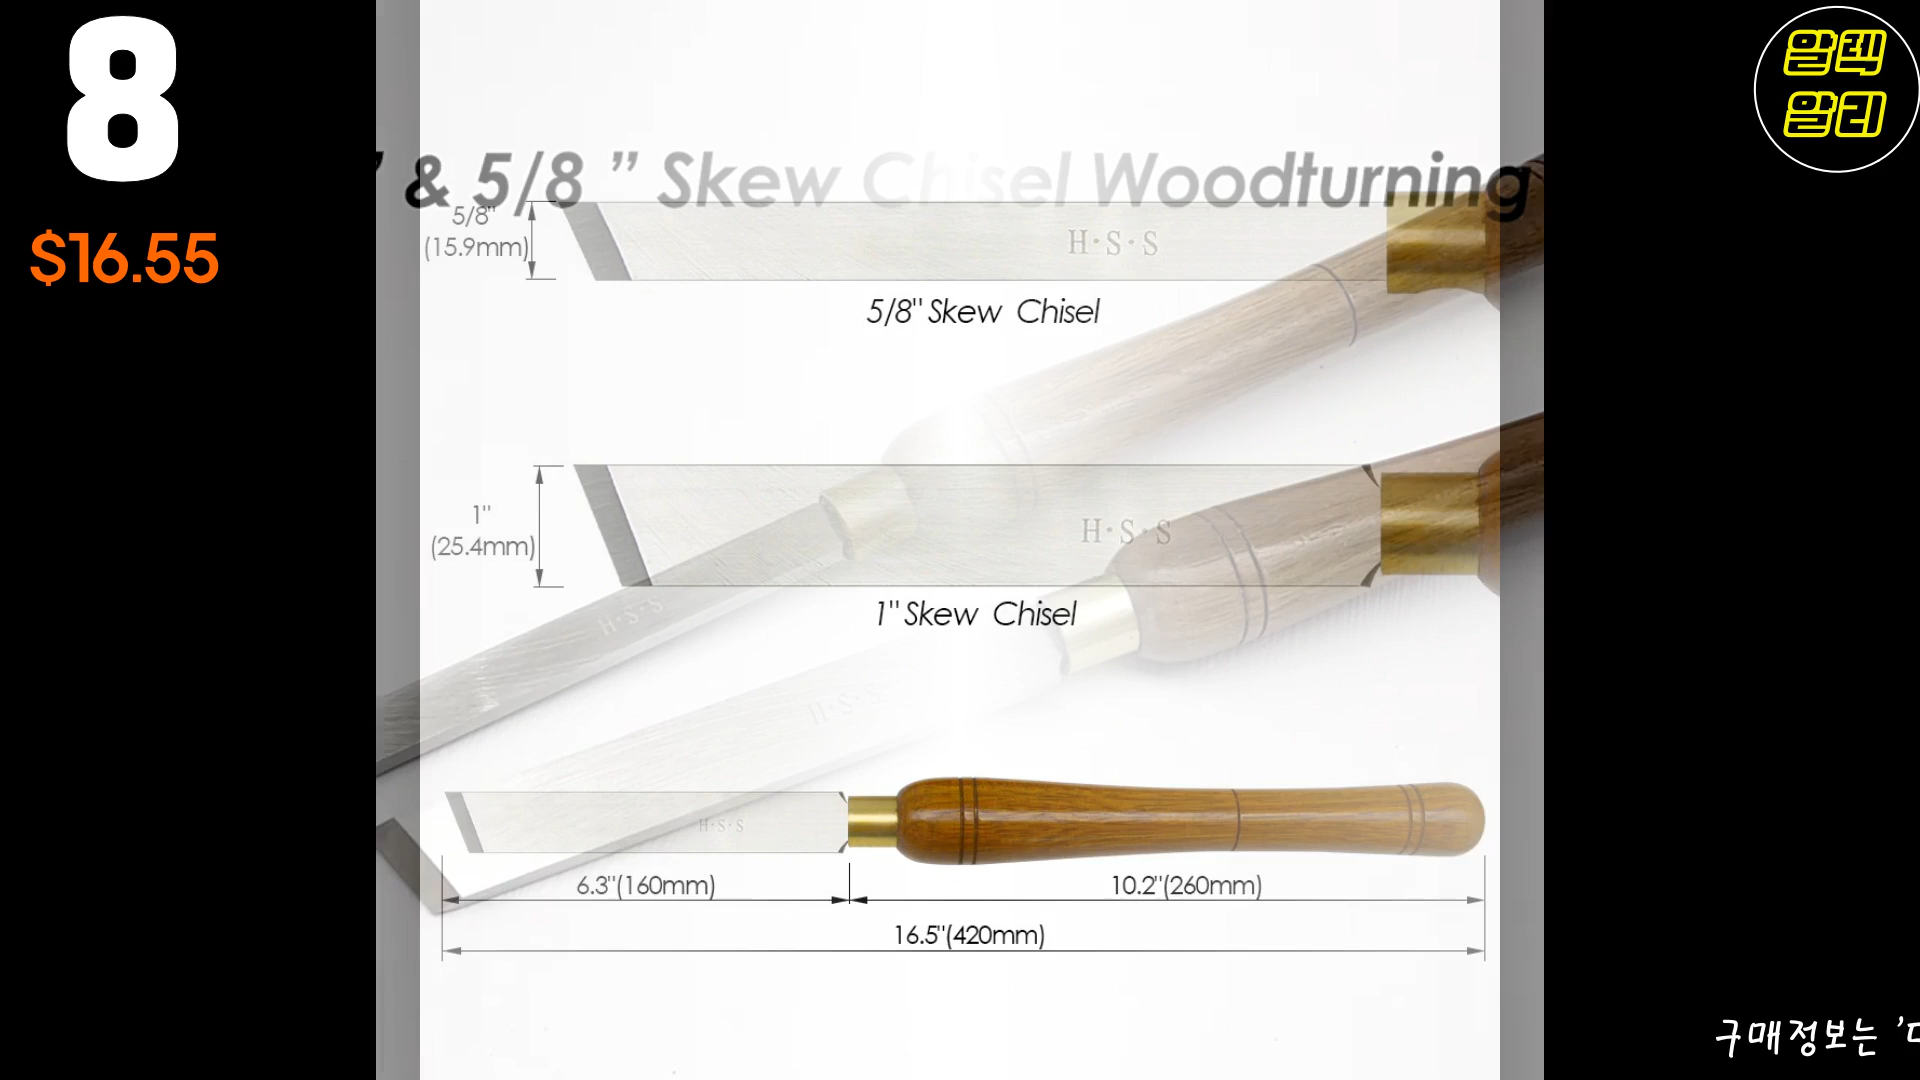 8
$16.55
알렉
알리
” & 5/8 ” Skew Chisel Woodturning
5/8"
(15.9mm)
H·S·S
5/8" Skew Chisel
1"
(25.4mm)
H·S·S
1" Skew Chisel
H·S·S
H·S·S
H·S·S
6.3"(160mm)
10.2"(260mm)
16.5"(420mm)
구매정보는 '